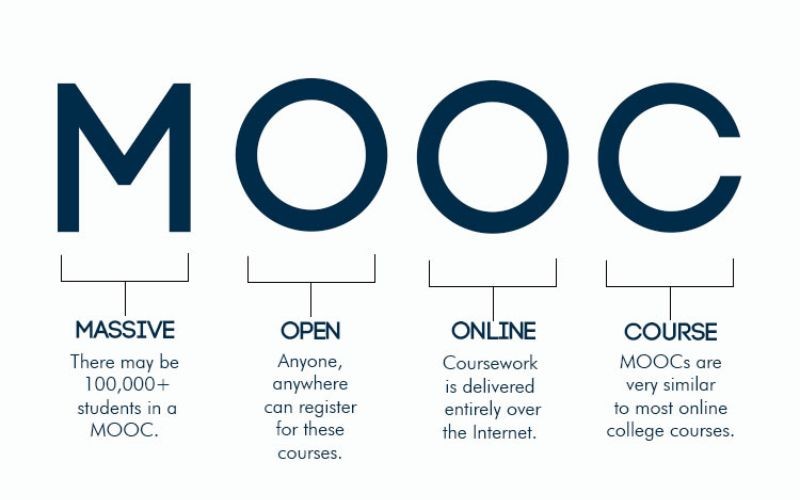 MOOC
MASSIVE
There may be
100,000+
students in a
MOOC.
OPEN
Anyone,
anywhere
can register
for these
courses.
ONLINE
Coursework
is delivered
entirely over
the Internet.
COURSE
MOOCs are
very similar
to most online
college courses.